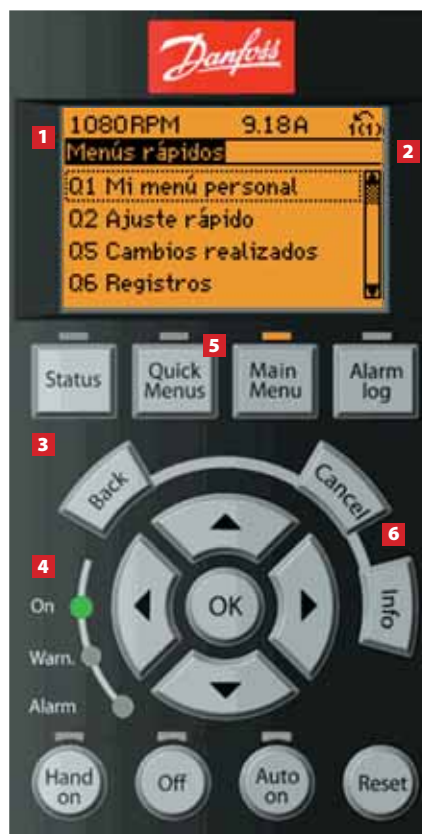 Danfoss
1080RPM 9.18A 1(1)
1
Menús rápidos
2
Q1 Mi menú personal
Q2 Ajuste rápido
Q5 Cambios realizados
Q6 Registros
5
Status
Quick Menus
Main Menu
Alarm log
3
Back
Cancel
6
4
Info
On
OK
Warn.
Alarm
Hand on
Off
Auto on
Reset